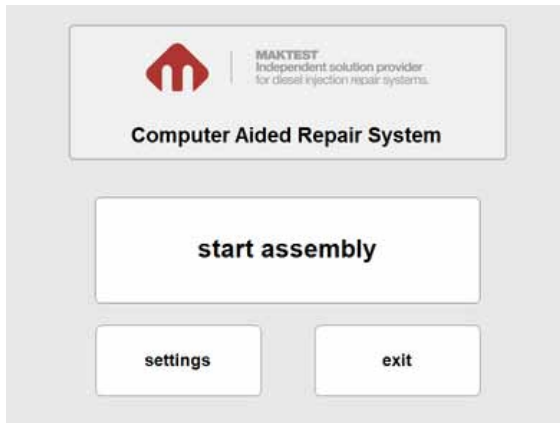 MAKTEST
Independent solution provider
for diesel injection repair systems.
Computer Aided Repair System
start assembly
settings
exit